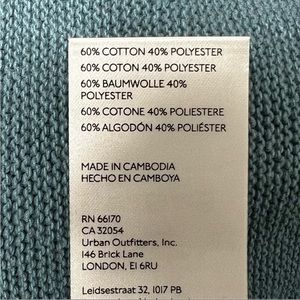 60% COTTON 40% POLYESTER
60% COTON 40% POLYESTER
60% BAUMWOLLE 40%
POLYESTER
60% COTONE 40% POLIESTERE
60% ALGODÓN 40% POLIÉSTER
MADE IN CAMBODIA
HECHO EN CAMBOYA
RN 66170
CA 32054
Urban Outfitters, Inc.
146 Brick Lane
LONDON, E1 6RU
Leidsestraat 32, 1017 PB